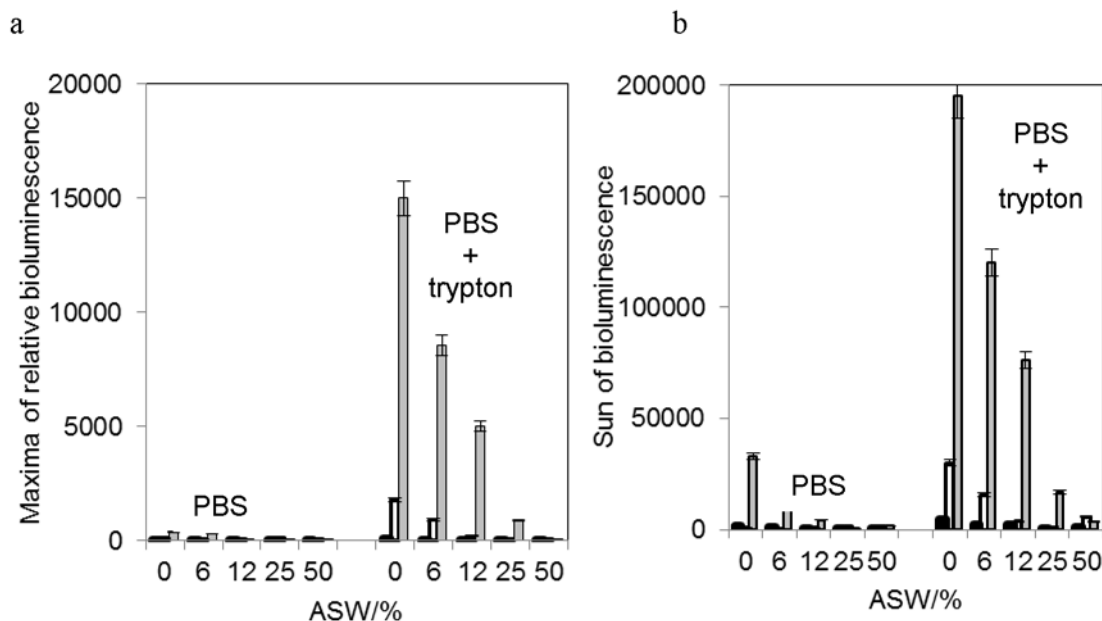 a
Maxima of relative bioluminescence
20000
15000
10000
5000
0
PBS
PBS
+
trypton
0 6 12 25 50 0 6 12 25 50
ASW/%
b
Sun of bioluminescence
200000
150000
100000
50000
0
PBS
PBS
+
trypton
0 6 12 25 50 0 6 12 25 50
ASW/%